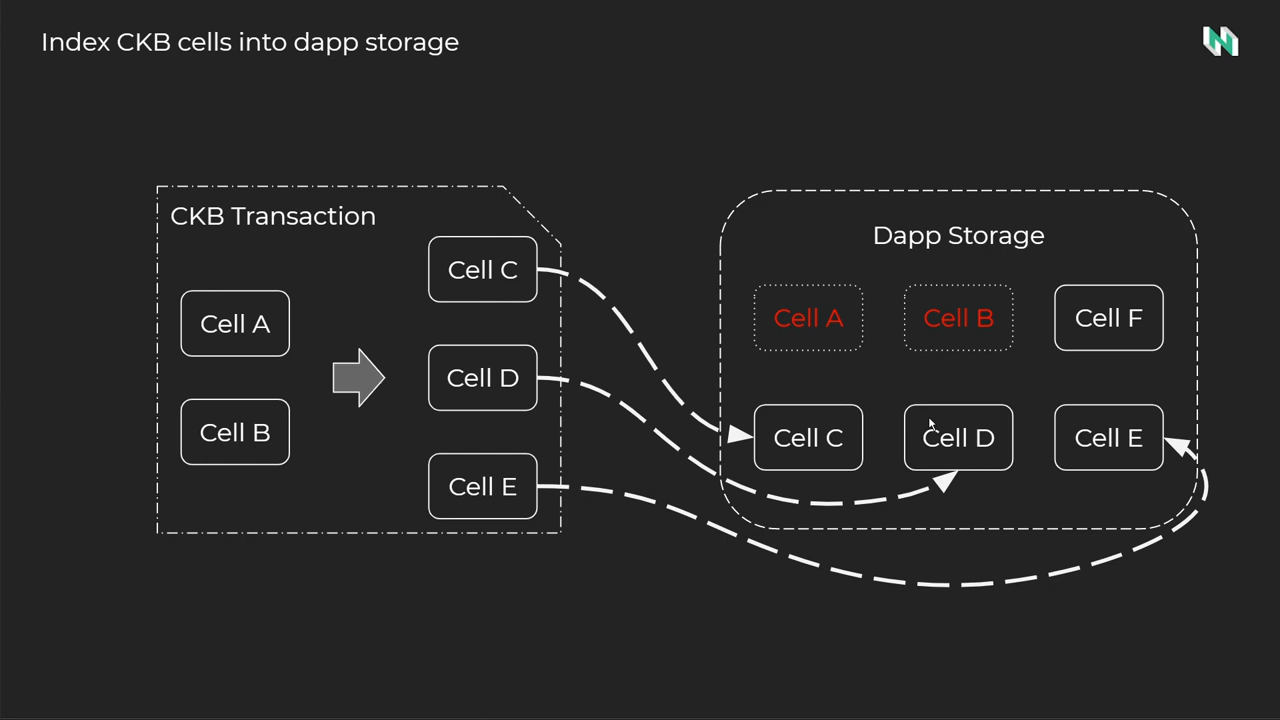 Index CKB cells into dapp storage
CKB Transaction
Cell A
Cell B
Cell C
Cell D
Cell E
Dapp Storage
Cell A
Cell B
Cell F
Cell C
Cell D
Cell E